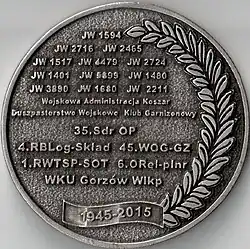 JW 1594
JW 2716 JW 2465
JW 1517 JW 4479 JW 2724
JW 1401 JW 5899 JW 1480
JW 3890 JW 1680 JW 2211
Wojskowa Administracja Koszar
Duszpasterstwo Wojskowe Klub Garnizonowy
35.Sdr OP
4.RBLog-Skład 45.WOG-GZ
1.RWTSP-SOT 6.ORel-plnr
WKU Gorzów Wlkp
1945-2015